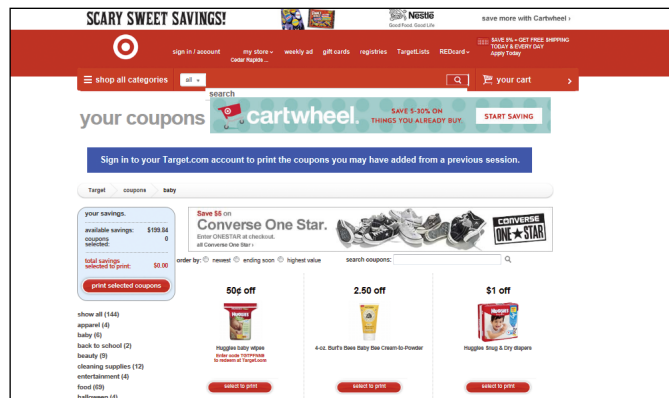 SCARY SWEET SAVINGS!
Nestle
Good Food Good Life
save more with Cartwheel ›
sign in / account
my store
Cedar Rapids ...
weekly ad
gift cards
registries
TargetLists
REDcard
SAVE 5% + GET FREE SHIPPING
TODAY & EVERY DAY
Apply Today
shop all categories
all
your cart
search
your coupons
cartwheel.
SAVE 5-30% ON
THINGS YOU ALREADY BUY.
START SAVING
Sign in to your Target.com account to print the coupons you may have added from a previous session.
Target
coupons
baby
your savings.
available savings: $199.84
coupons selected: 0
total savings selected to print: $0.00
print selected coupons
Save $5 on
Converse One Star.
Enter ONESTAR at checkout.
all Converse One Star ›
CONVERSE
ONE★STAR
order by: newest ending soon highest value
search coupons:
50¢ off
2.50 off
$1 off
HUGGIES
Huggies baby wipes
4-oz. Burt's Bees Baby Bee Cream-to-Powder
Huggies Snug & Dry diapers
to redeem at Target.com
select to print
select to print
select to print
show all (144)
apparel (4)
baby (6)
back to school (2)
beauty (9)
cleaning supplies (12)
entertainment (4)
food (69)
halloween (4)